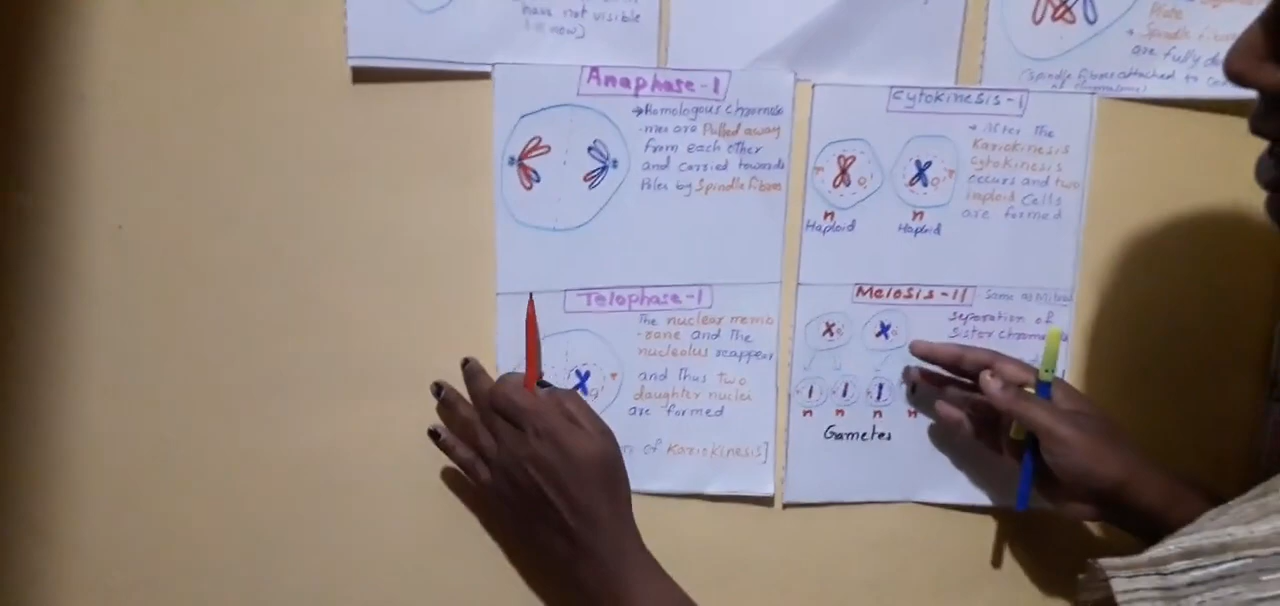 have not visible
now)
Plate
Spindle
are fully
(Spindle fibres attached to
Anaphase-I
→Homologous chromoso
-mes are Pulled away
from each other
and carried towards
Poles by Spindle fibres
Cytokinesis-I
→ After the
Kariokinesis
cytokinesis
occurs and two
haploid cells
are formed
n n
Haploid Haploid
Telophase-I
The nuclear memb
-rane and the
nucleolus reappear
and thus two
daughter nuclei
are formed
of Kariokinesis]
Meiosis-II
Same as
separation of
sister
n n n n
Gametes